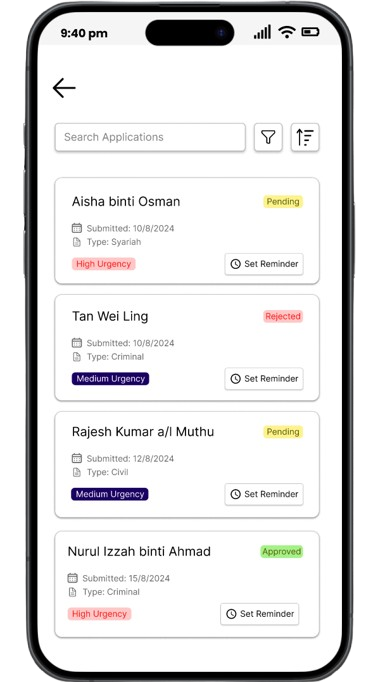 9:40 pm
Search Applications
Aisha binti Osman
Pending
Submitted: 10/8/2024
Type: Syariah
High Urgency
Set Reminder
Tan Wei Ling
Rejected
Submitted: 10/8/2024
Type: Criminal
Medium Urgency
Set Reminder
Rajesh Kumar a/l Muthu
Pending
Submitted: 12/8/2024
Type: Civil
Medium Urgency
Set Reminder
Nurul Izzah binti Ahmad
Approved
Submitted: 15/8/2024
Type: Criminal
High Urgency
Set Reminder